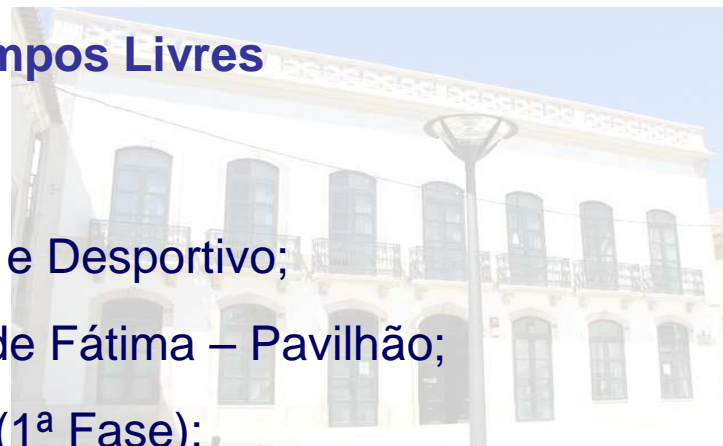 mpos Livres
e Desportivo;
de Fátima – Pavilhão;
(1ª Fase);